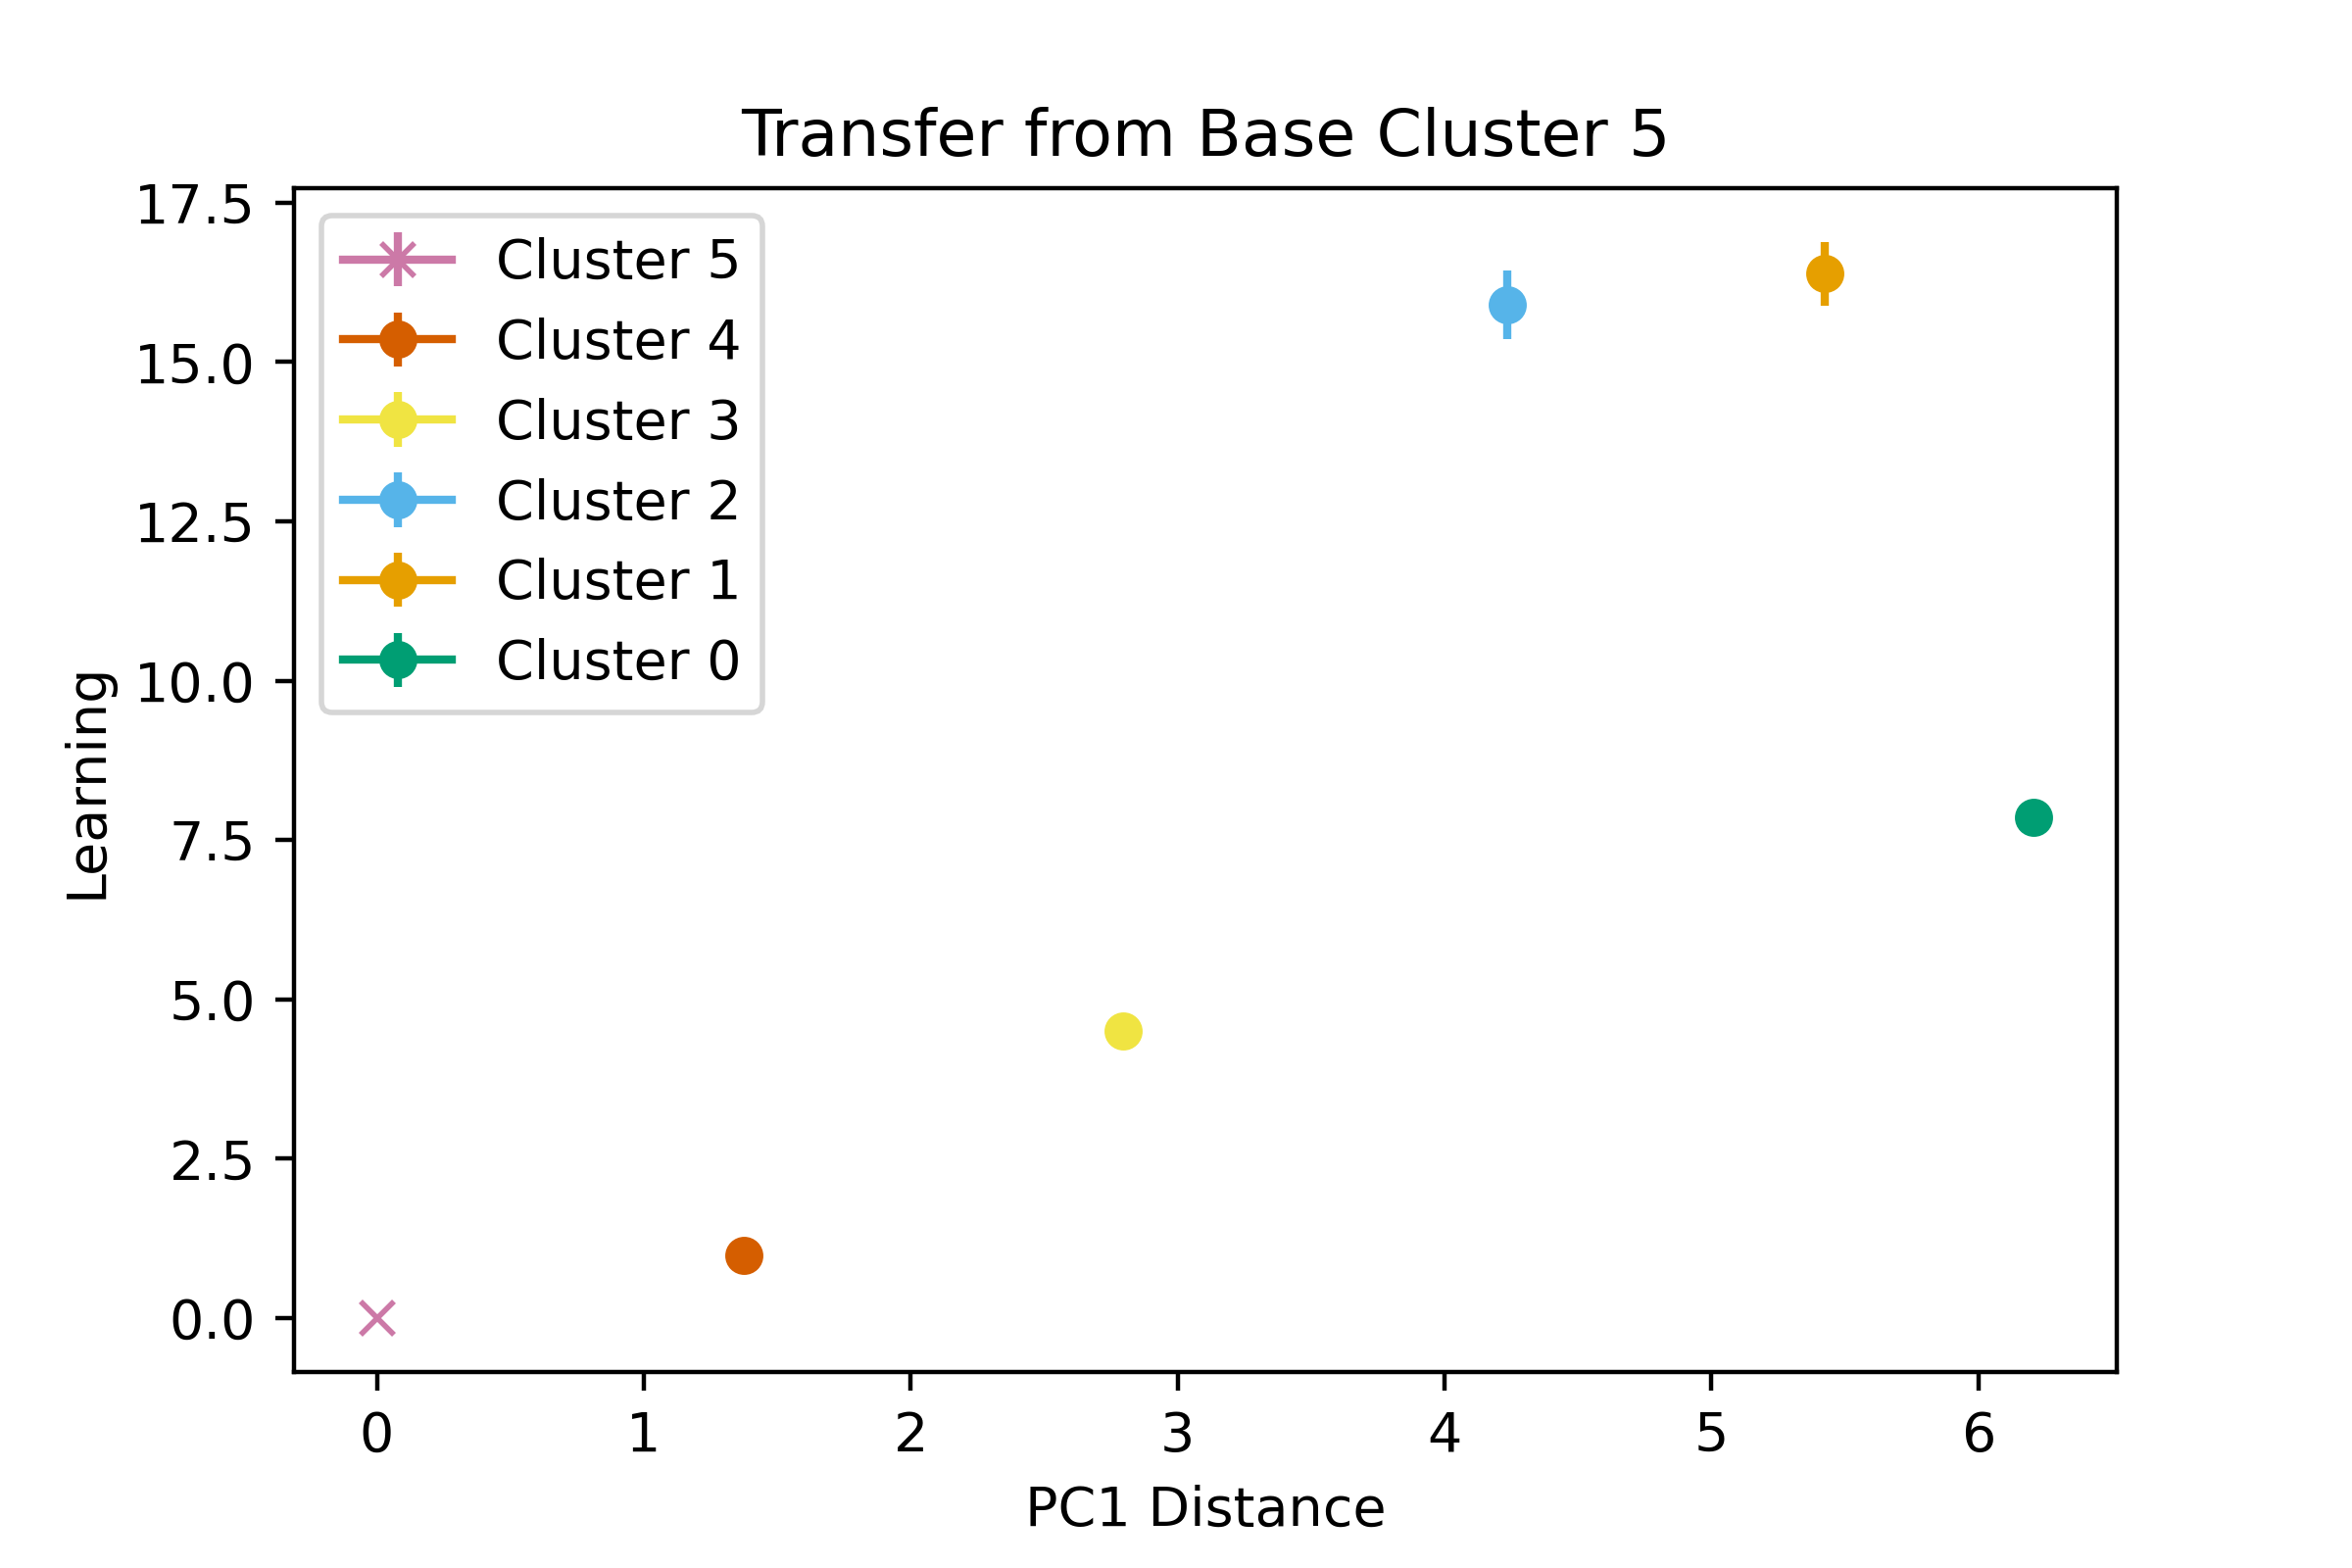 Transfer from Base Cluster 5
17.5
15.0
12.5
10.0
7.5
5.0
2.5
0.0
Learning
Cluster 5
Cluster 4
Cluster 3
Cluster 2
Cluster 1
Cluster 0
0 1 2 3 4 5 6
PC1 Distance